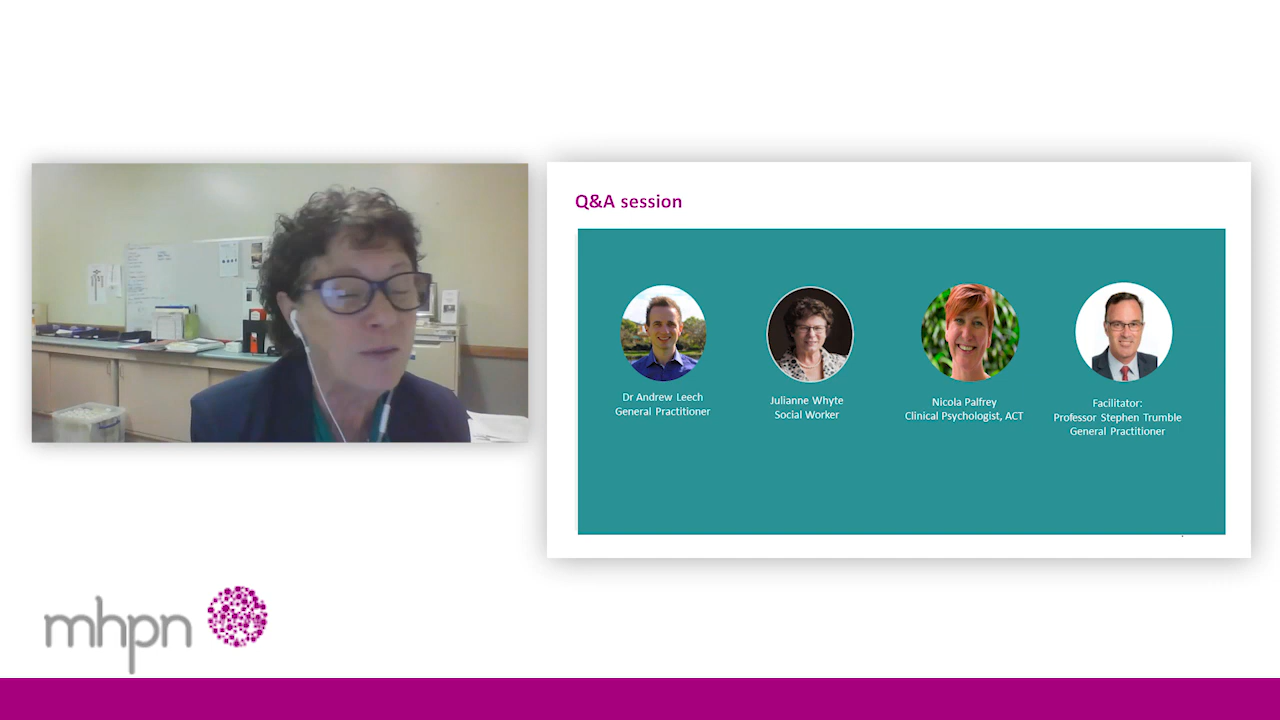 Q&A session
Dr Andrew Leech
General Practitioner
Julianne Whyte
Social Worker
Nicola Palfrey
Clinical Psychologist, ACT
Facilitator:
Professor Stephen Trumble
General Practitioner
mhpn